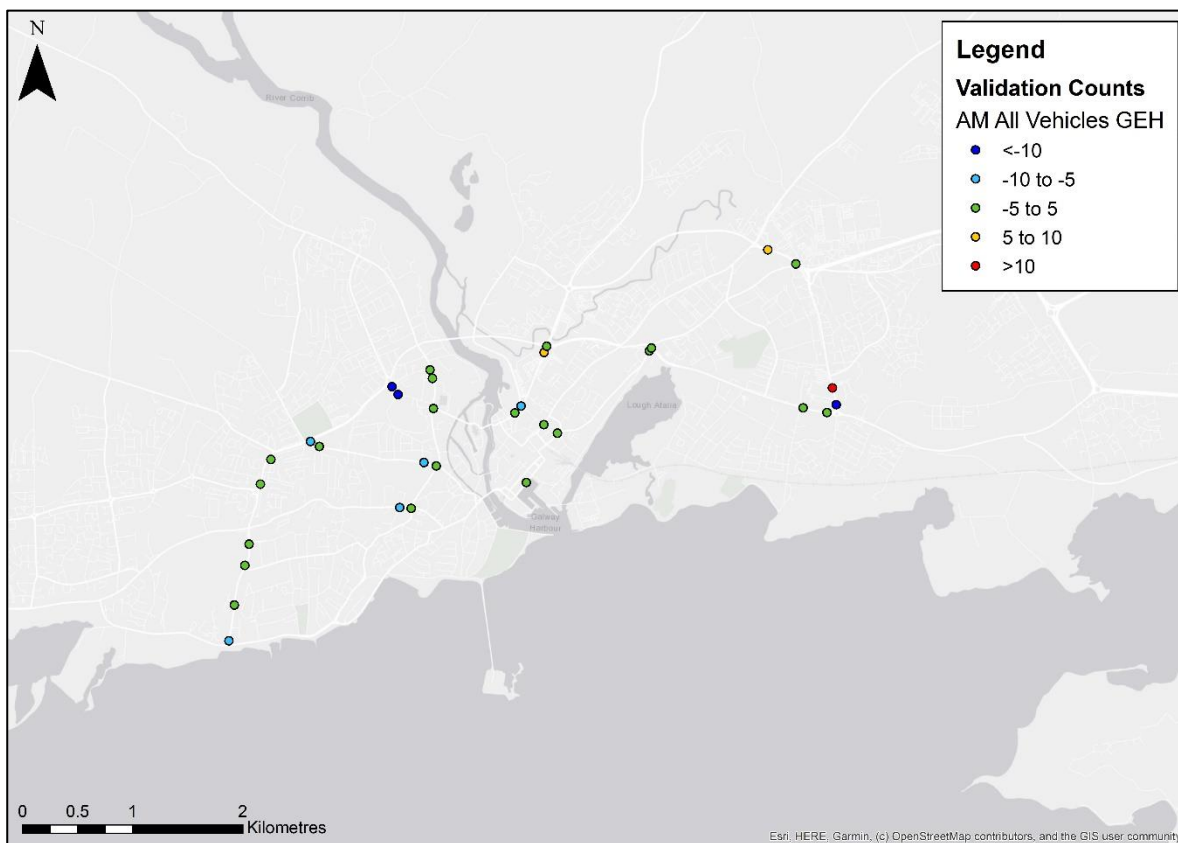 N
River Corrib
Legend
Validation Counts
AM All Vehicles GEH
<-10
-10 to -5
-5 to 5
5 to 10
>10
Lough Atalia
Galway
Harbour
0 0.5 1 2
Kilometres
Esri, HERE, Garmin, (c) OpenStreetMap contributors, and the GIS user community